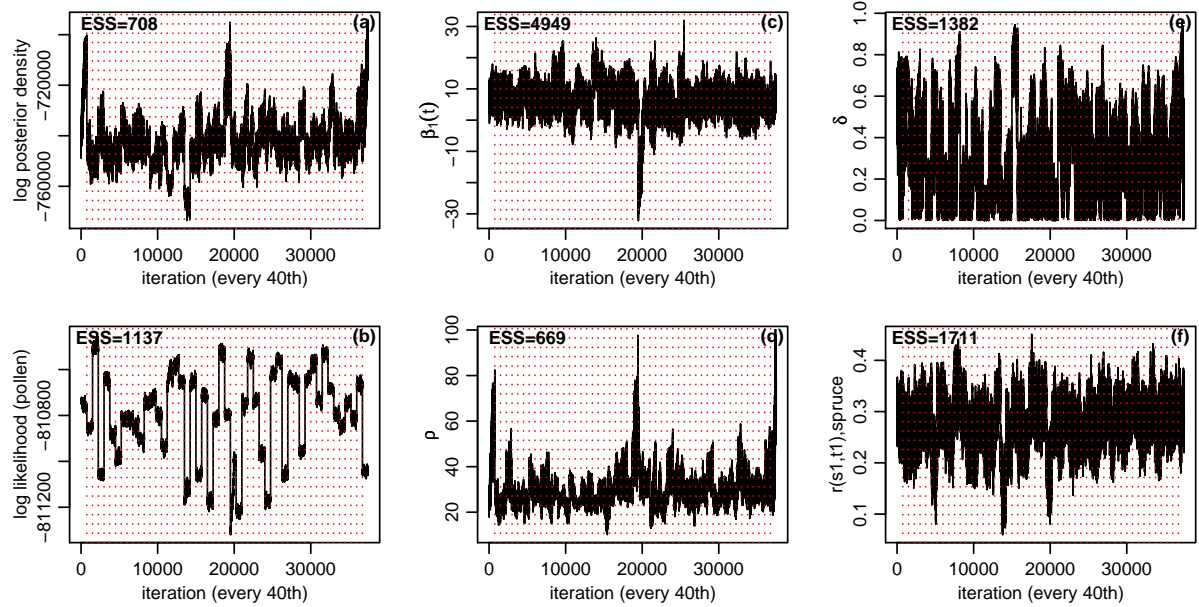 ESS=708
(a)
log posterior density
−720000
−760000
0 10000 20000 30000
iteration (every 40th)
ESS=4949
(c)
β1(t)
30
10
−10
−30
0 10000 20000 30000
iteration (every 40th)
ESS=1382
(e)
δ
1.0
0.8
0.6
0.4
0.2
0.0
0 10000 20000 30000
iteration (every 40th)
ESS=1137
(b)
log likelihood (pollen)
−810800
−811200
0 10000 20000 30000
iteration (every 40th)
ESS=669
(d)
ρ
100
80
60
40
20
0 10000 20000 30000
iteration (every 40th)
ESS=1711
(f)
r(s1,t1),spruce
0.4
0.3
0.2
0.1
0 10000 20000 30000
iteration (every 40th)